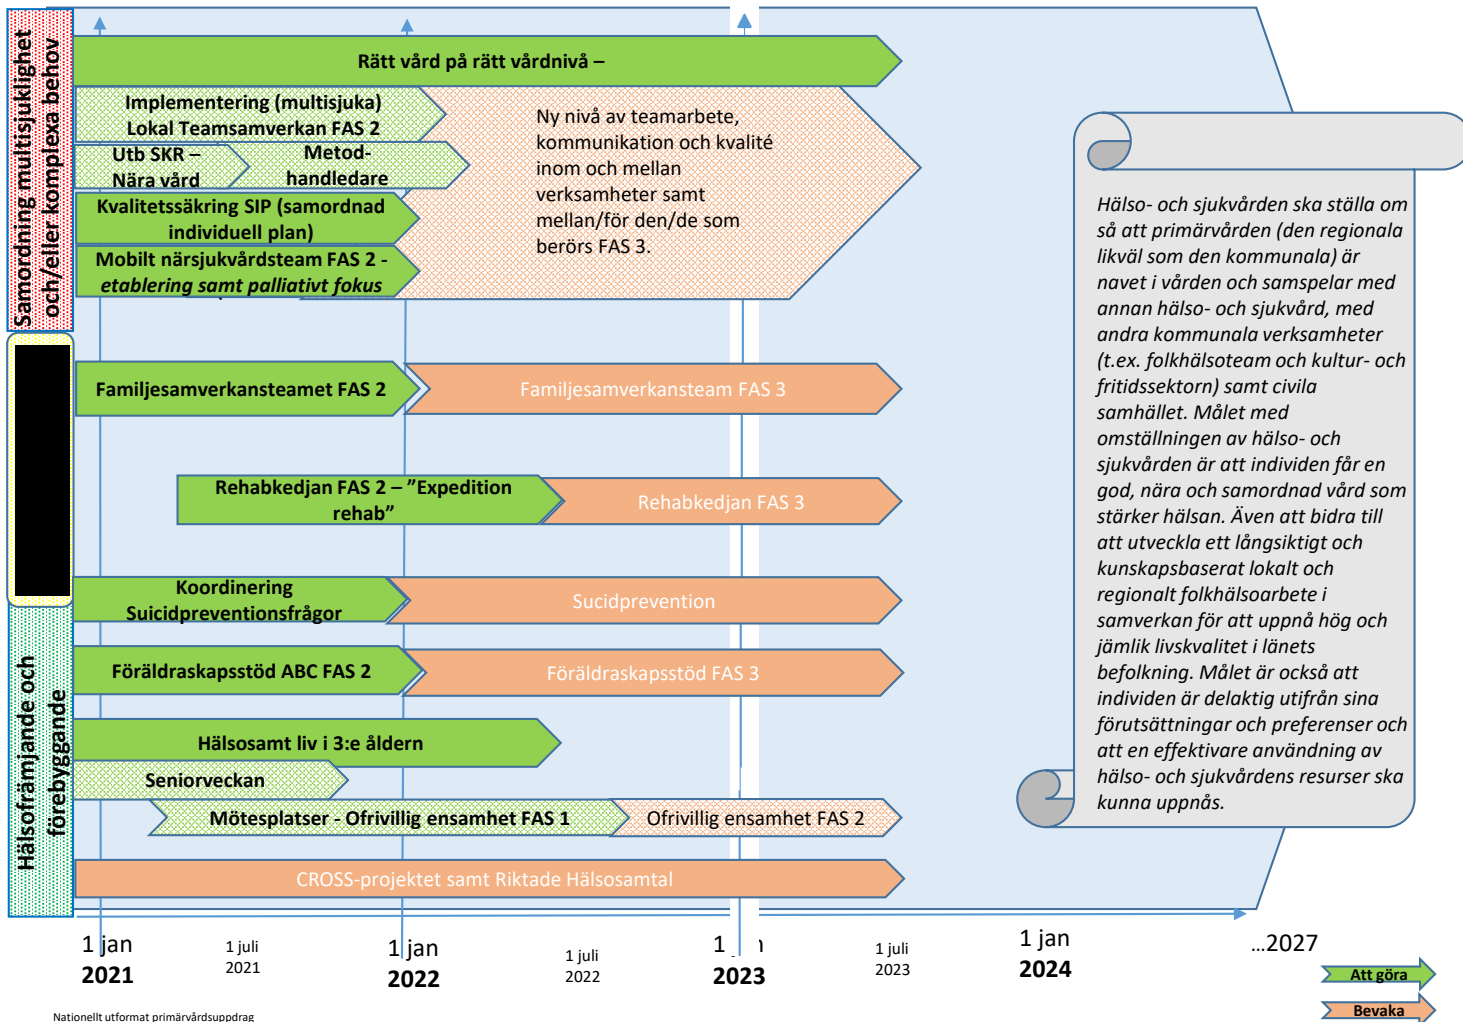 Samordning multisjuklighet
och/eller komplexa behov
Rätt vård på rätt vårdnivå –
Implementering (multisjuka)
Lokal Teamsamverkan FAS 2
Utb SKR –
Nära vård
Metod-
handledare
Kvalitetssäkring SIP (samordnad
individuell plan)
Mobilt närsjukvårdsteam FAS 2 -
etablering samt palliativt fokus
Ny nivå av teamarbete,
kommunikation och kvalité
inom och mellan
verksamheter samt
mellan/för den/de som
berörs FAS 3.
Familjesamverkansteamet FAS 2
Familjesamverkansteam FAS 3
Rehabkedjan FAS 2 – ”Expedition
rehab”
Rehabkedjan FAS 3
Hälsoframjande och
förebyggande
Koordinering
Suicidpreventionsfrågor
Sucidprevention
Föräldraskapsstöd ABC FAS 2
Föräldraskapsstöd FAS 3
Hälsosamt liv i 3:e åldern
Seniorveckan
Mötesplatser - Ofrivillig ensamhet FAS 1
Ofrivillig ensamhet FAS 2
CROSS-projektet samt Riktade Hälsosamtal
Hälso- och sjukvården ska ställa om
så att primärvården (den regionala
likväl som den kommunala) är
navet i vården och samspelar med
annan hälso- och sjukvård, med
andra kommunala verksamheter
(t.ex. folkhälsoteam och kultur- och
fritidssektorn) samt civila
samhället. Målet med
omställningen av hälso- och
sjukvården är att individen får en
god, nära och samordnad vård som
stärker hälsan. Även att bidra till
att utveckla ett långsiktigt och
kunskapsbaserat lokalt och
regionalt folkhälsoarbete i
samverkan för att uppnå hög och
jämlik livskvalitet i länets
befolkning. Målet är också att
individen är delaktig utifrån sina
förutsättningar och preferenser och
att en effektivare användning av
hälso- och sjukvårdens resurser ska
kunna uppnås.
1 jan
2021
1 juli
2021
1 jan
2022
1 juli
2022
1
2023
1 juli
2023
1 jan
2024
...2027
Att göra
Bevaka
Nationellt utformat primärvårdsuppdrag